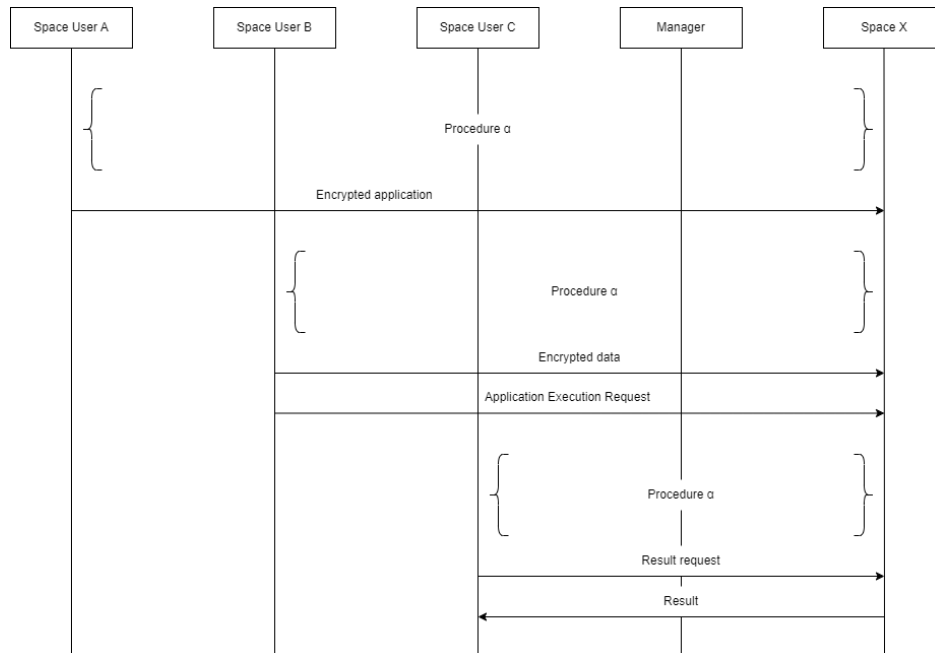 Space User A
Space User B
Space User C
Manager
Space X
Procedure α
Encrypted application
Procedure α
Encrypted data
Application Execution Request
Procedure α
Result request
Result